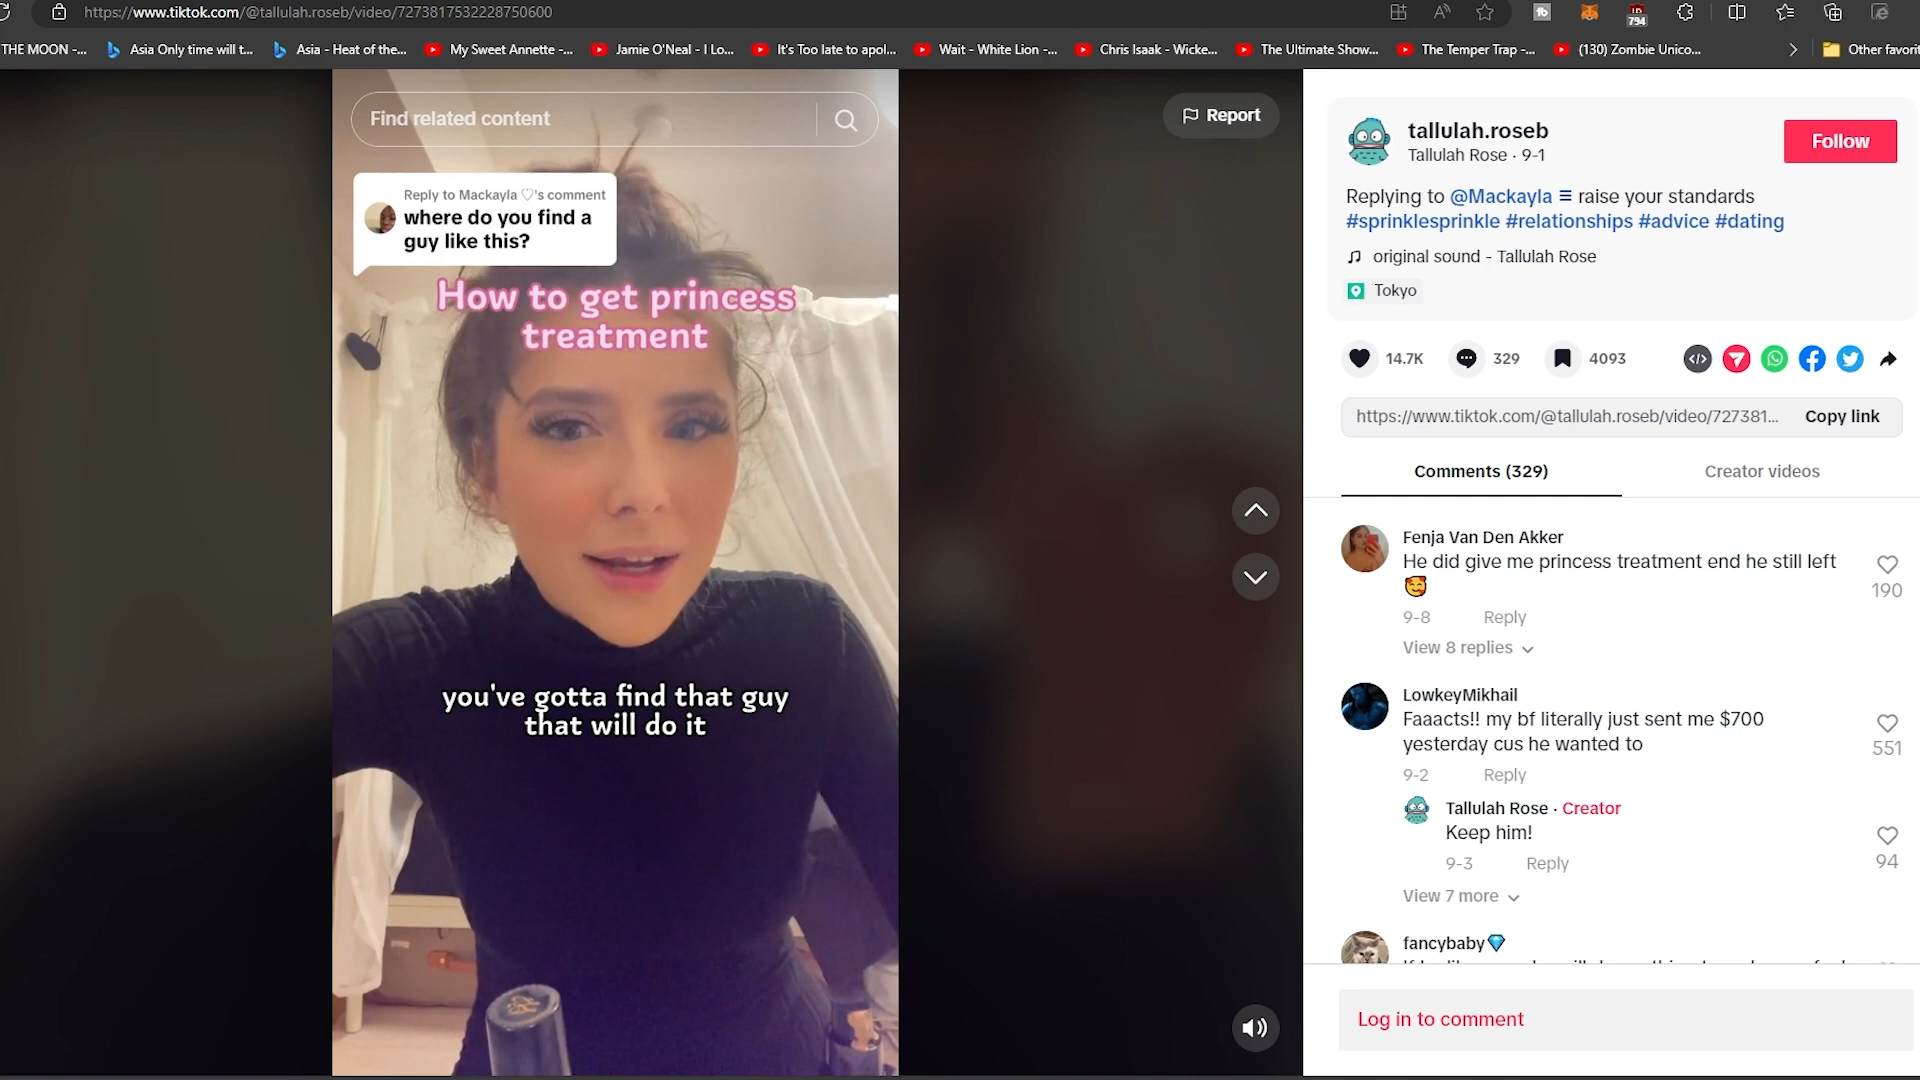 https://www.tiktok.com/@tallulah.roseb/video/7273817532228750600
794
THE MOON -...
Asia Only time will t...
Asia - Heat of the...
My Sweet Annette -...
Jamie O'Neal - I Lo...
It's Too late to apol...
Wait - White Lion -...
Chris Isaak - Wicke...
The Ultimate Show...
The Temper Trap -...
(130) Zombie Unico...
Other favorit
Find related content
Report
Reply to Mackayla ♡'s comment
where do you find a
guy like this?
How to get princess
treatment
you've gotta find that guy
that will do it
tallulah.roseb
Tallulah Rose · 9-1
Follow
Replying to @Mackayla ☰ raise your standards
#sprinklesprinkle #relationships #advice #dating
original sound - Tallulah Rose
Tokyo
14.7K
329
4093
https://www.tiktok.com/@tallulah.roseb/video/727381...
Copy link
Comments (329)
Creator videos
Fenja Van Den Akker
He did give me princess treatment end he still left
🥰
190
9-8
Reply
View 8 replies
LowkeyMikhail
Faaacts!! my bf literally just sent me $700
yesterday cus he wanted to
551
9-2
Reply
Tallulah Rose · Creator
Keep him!
9-3
Reply
94
View 7 more
fancybaby💎
Log in to comment